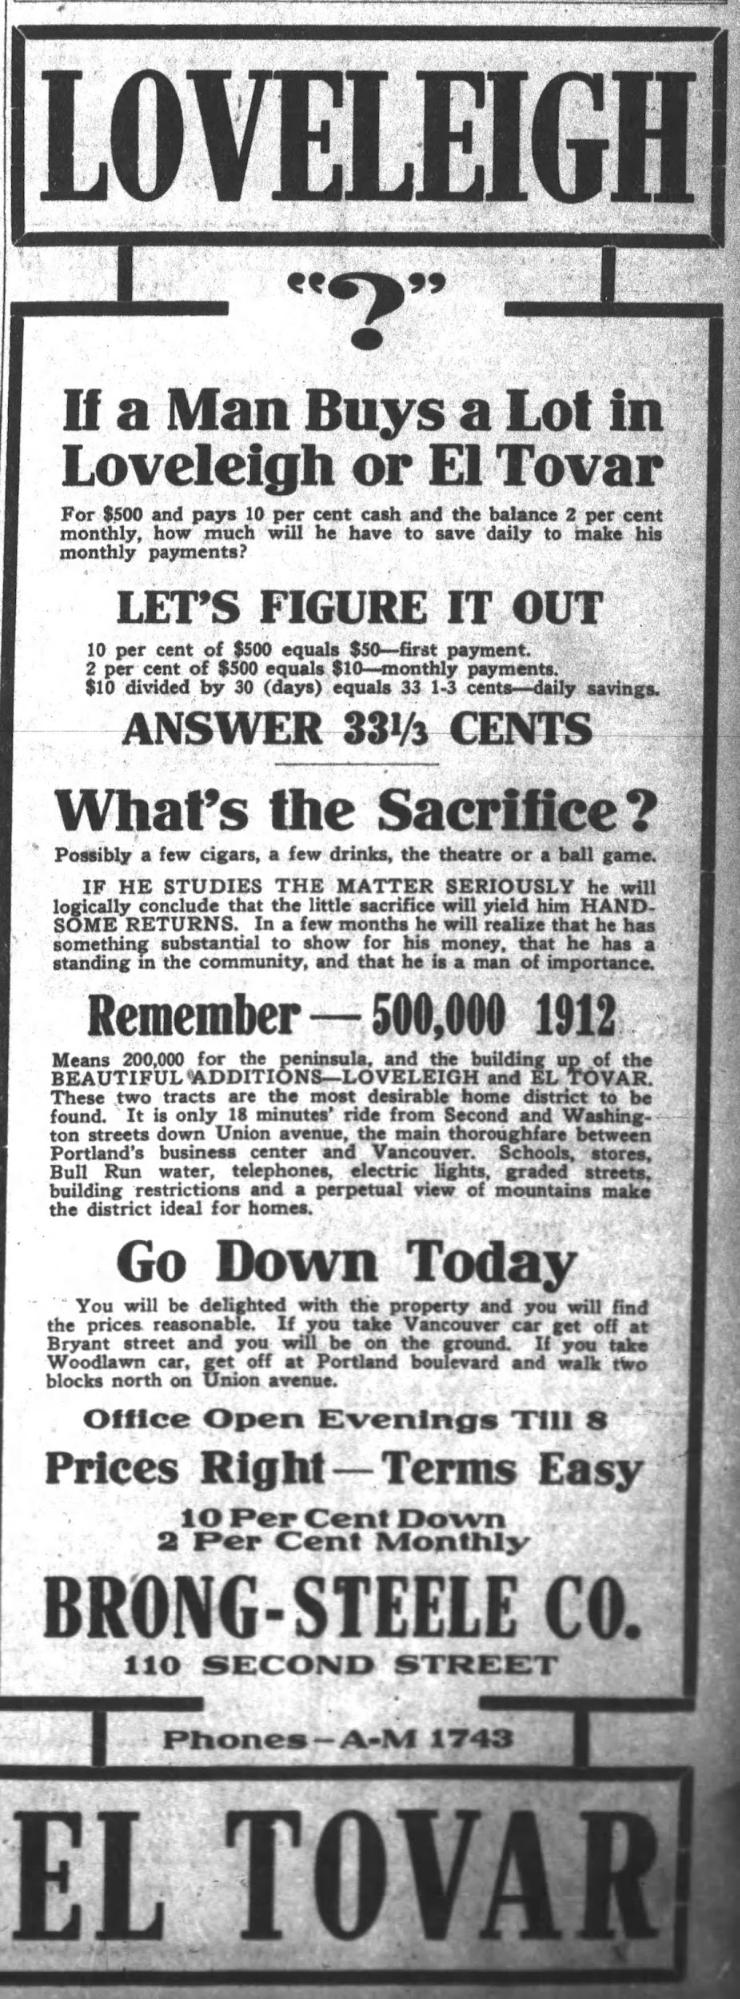 LOVELEIGH
"?"
If a Man Buys a Lot in
Loveleigh or El Tovar
For $500 and pays 10 per cent cash and the balance 2 per cent
monthly, how much will he have to save daily to make his
monthly payments?
LET'S FIGURE IT OUT
10 per cent of $500 equals $50—first payment.
2 per cent of $500 equals $10—monthly payments.
$10 divided by 30 (days) equals 33 1-3 cents—daily savings.
ANSWER 33⅓ CENTS
What's the Sacrifice?
Possibly a few cigars, a few drinks, the theatre or a ball game.
IF HE STUDIES THE MATTER SERIOUSLY he will
logically conclude that the little sacrifice will yield him HAND-
SOME RETURNS. In a few months he will realize that he has
something substantial to show for his money, that he has a
standing in the community, and that he is a man of importance.
Remember — 500,000 1912
Means 200,000 for the peninsula, and the building up of the
BEAUTIFUL ADDITIONS—LOVELEIGH and EL TOVAR.
These two tracts are the most desirable home district to be
found. It is only 18 minutes' ride from Second and Washing-
ton streets down Union avenue, the main thoroughfare between
Portland's business center and Vancouver. Schools, stores,
Bull Run water, telephones, electric lights, graded streets,
building restrictions and a perpetual view of mountains make
the district ideal for homes.
Go Down Today
You will be delighted with the property and you will find
the prices reasonable. If you take Vancouver car get off at
Bryant street and you will be on the ground. If you take
Woodlawn car, get off at Portland boulevard and walk two
blocks north on Union avenue.
Office Open Evenings Till 8
Prices Right—Terms Easy
10 Per Cent Down
2 Per Cent Monthly
BRONG-STEELE CO.
110 SECOND STREET
Phones—A-M 1743
EL TOVAR